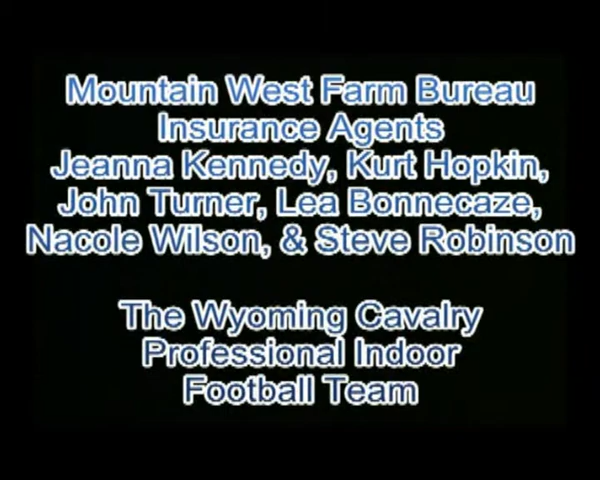 Mountain West Farm Bureau
Insurance Agents
Jeanna Kennedy, Kurt Hopkin,
John Turner, Lea Bonnecaze,
Nacole Wilson, & Steve Robinson
The Wyoming Cavalry
Professional Indoor
Football Team